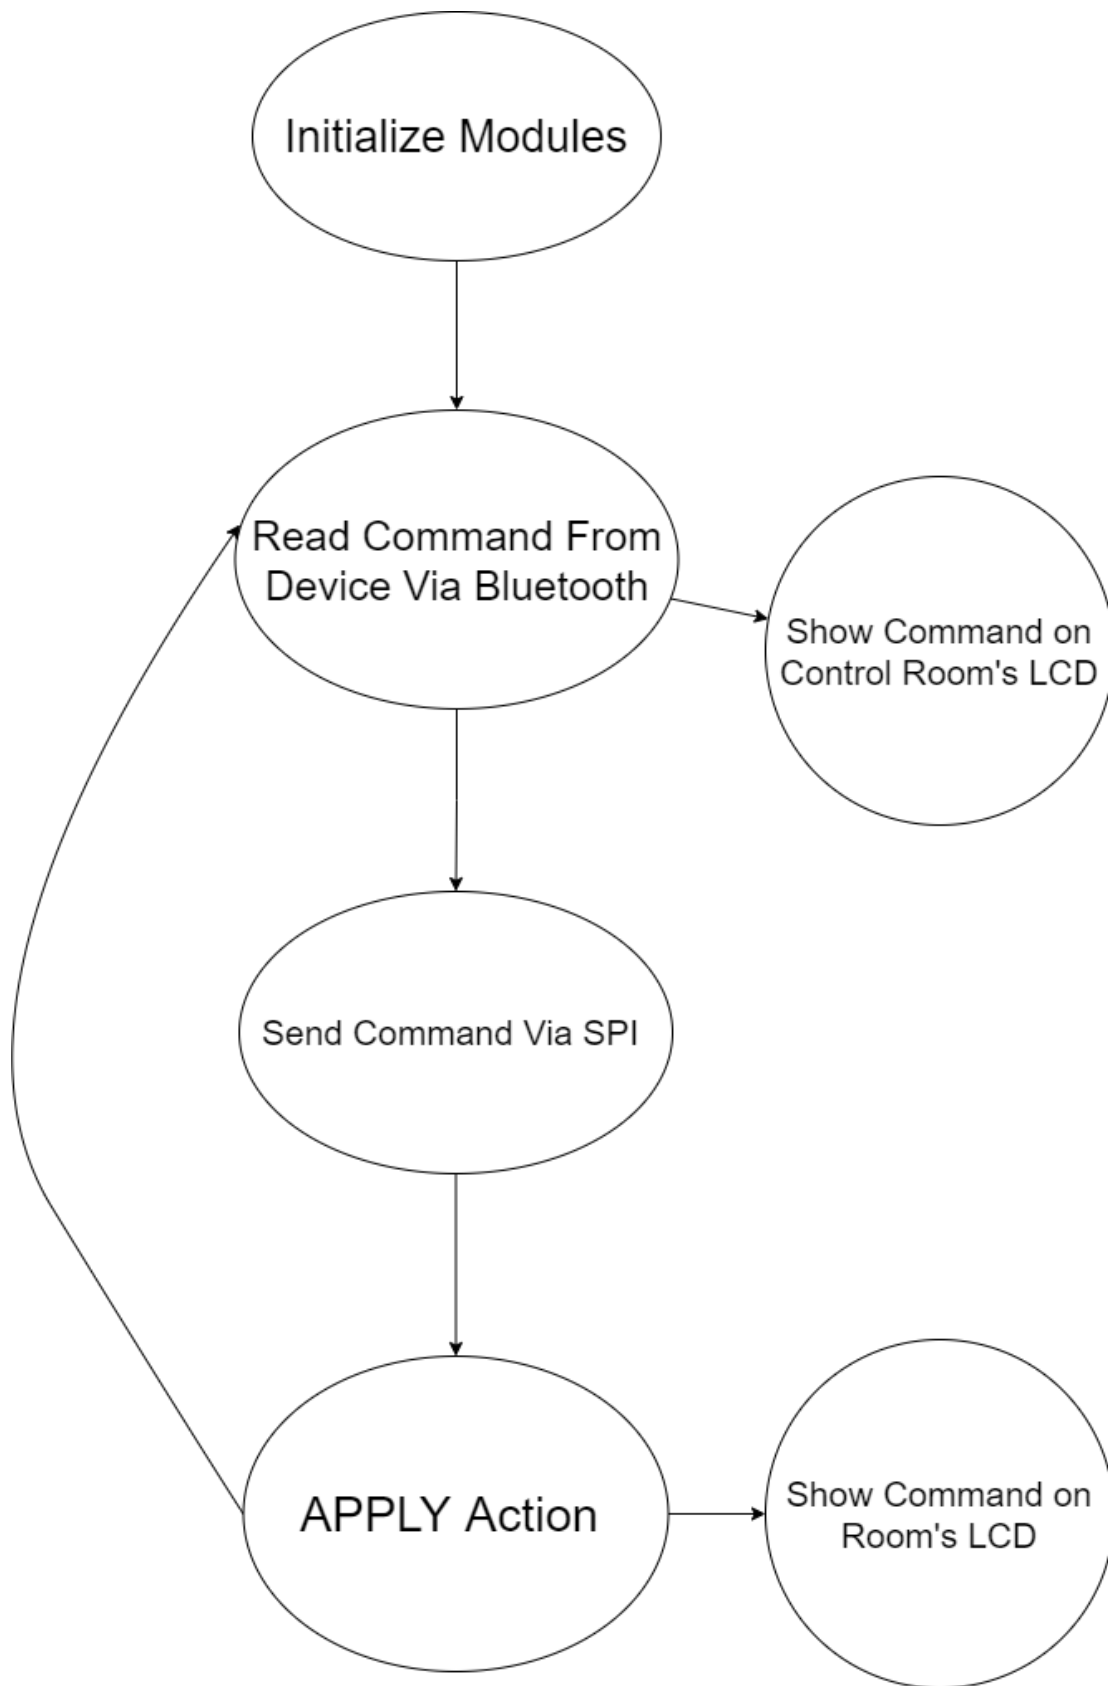 Initialize Modules
Read Command From
Device Via Bluetooth
Show Command on
Control Room's LCD
Send Command Via SPI
APPLY Action
Show Command on
Room's LCD